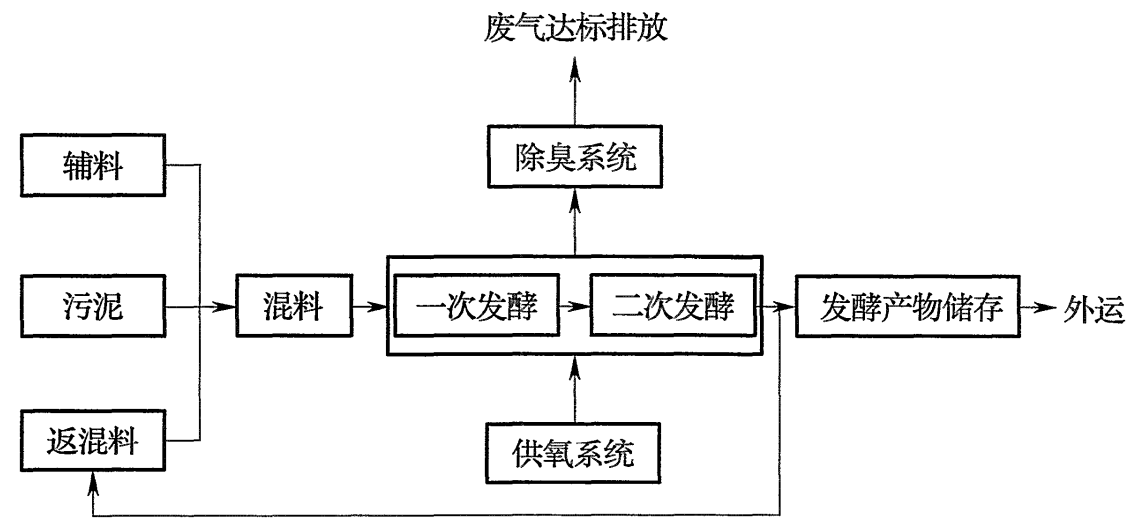 废气达标排放
除臭系统
辅料
污泥
混料
一次发酵
二次发酵
发酵产物储存
外运
返混料
供氧系统